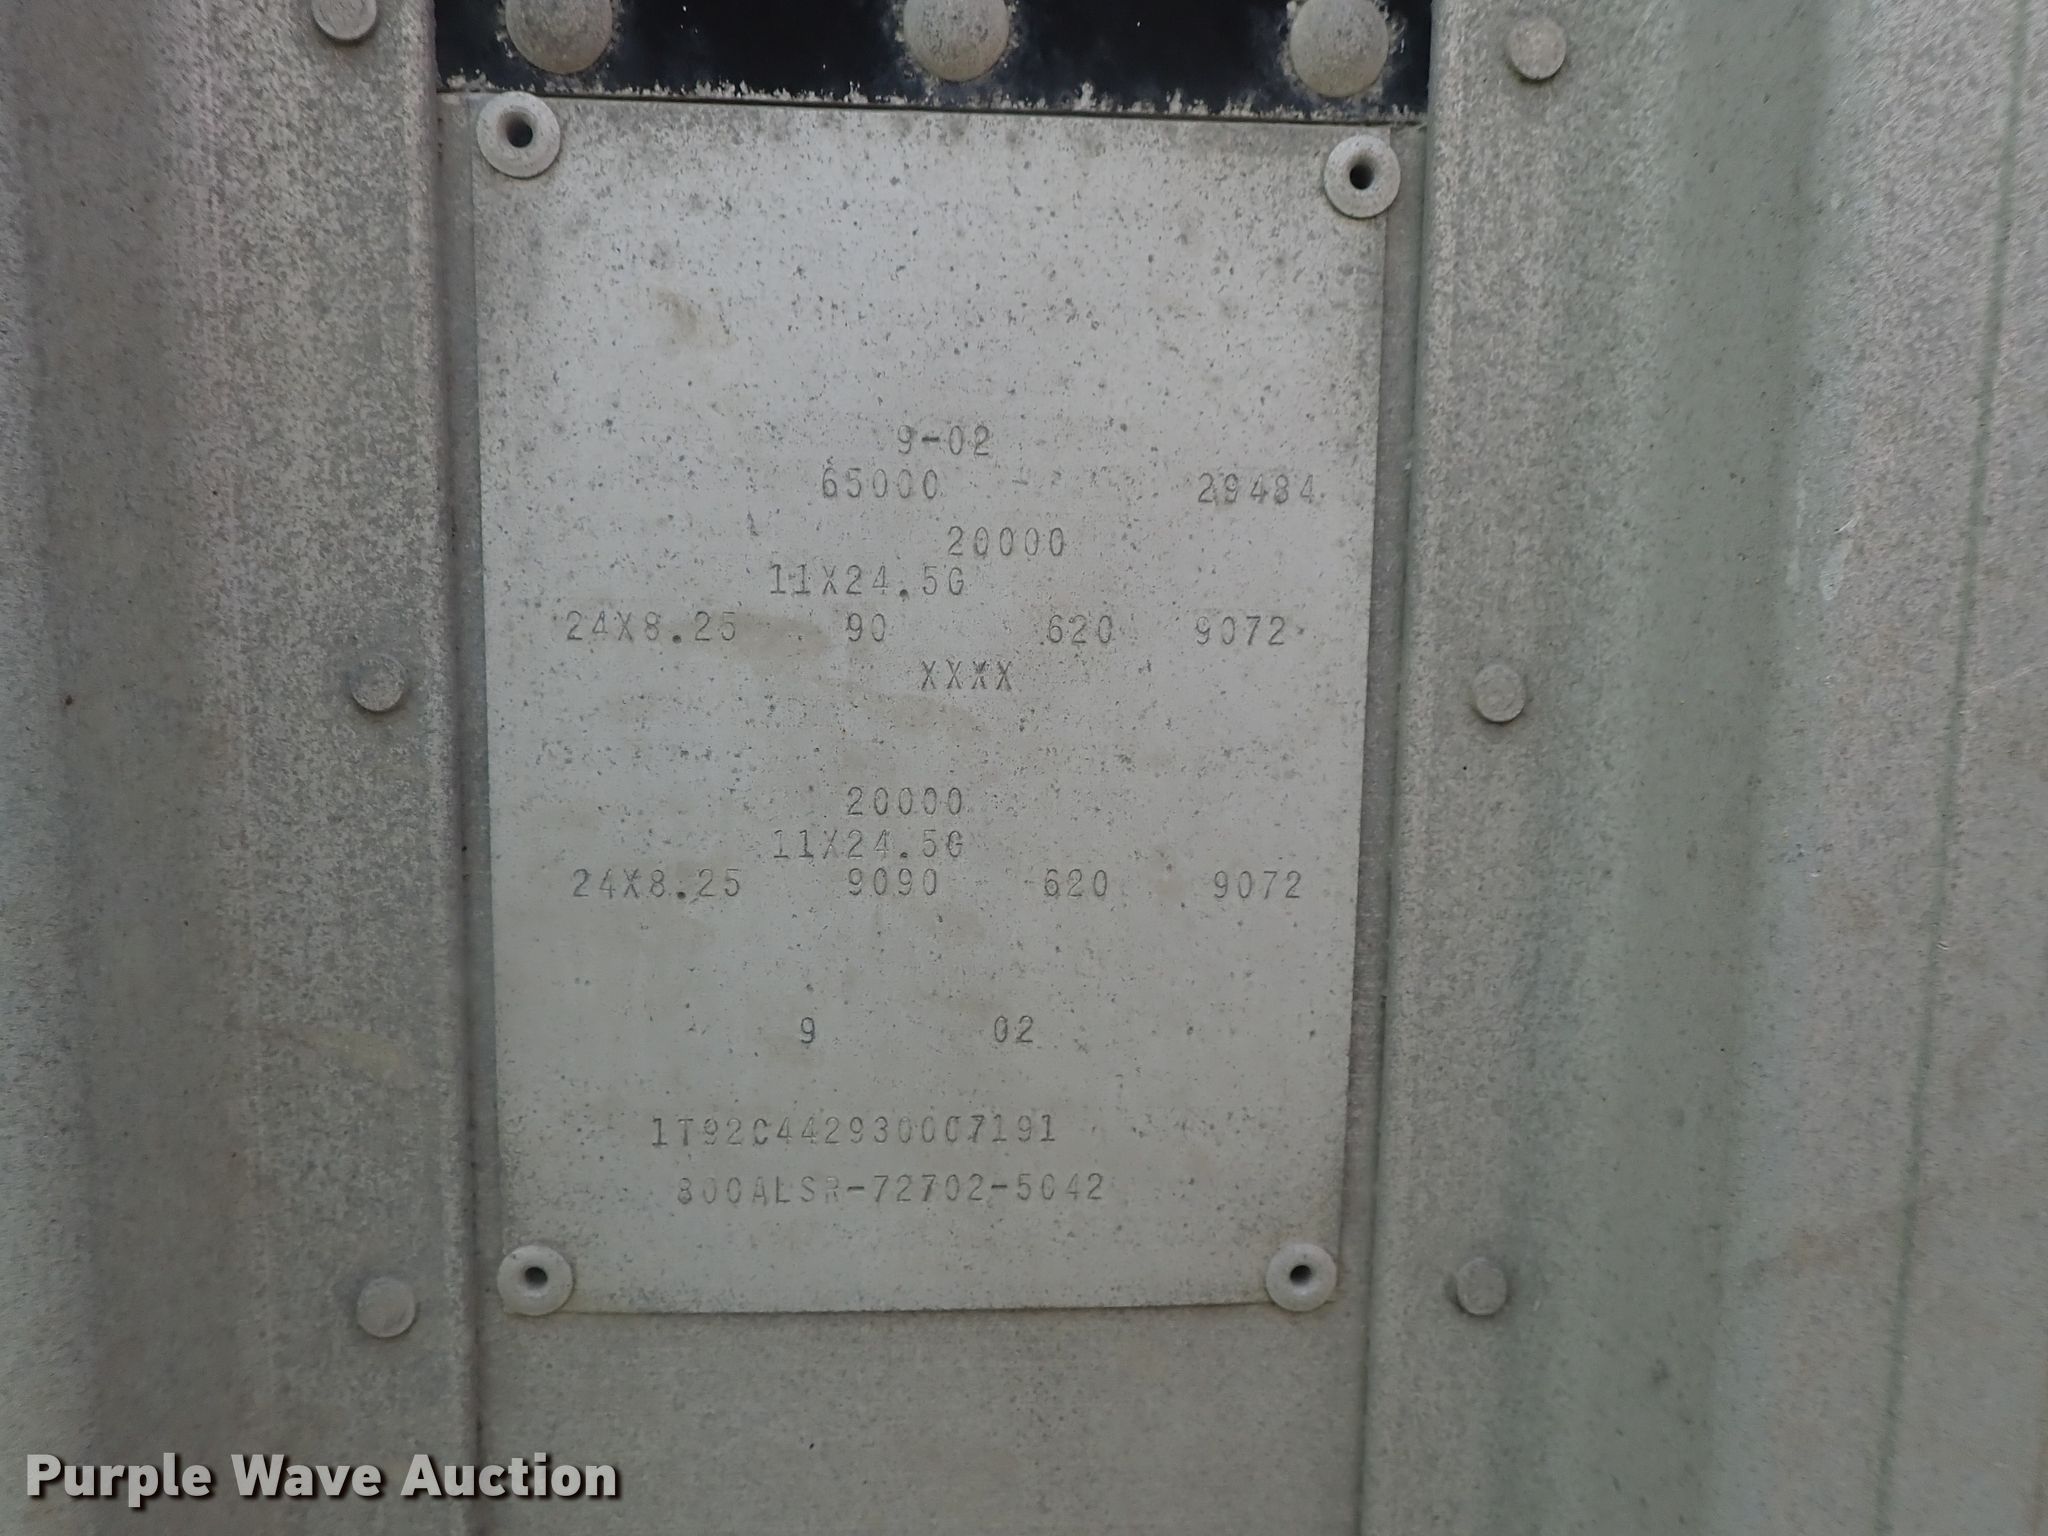 9-02
65000 29484
20000
11X24.5G
24X8.25 90 620 9072
XXXX
20000
11X24.5G
24X8.25 9090 620 9072
9 02
1T92C442930007191
800ALSR-72702-5042
Purple Wave Auction